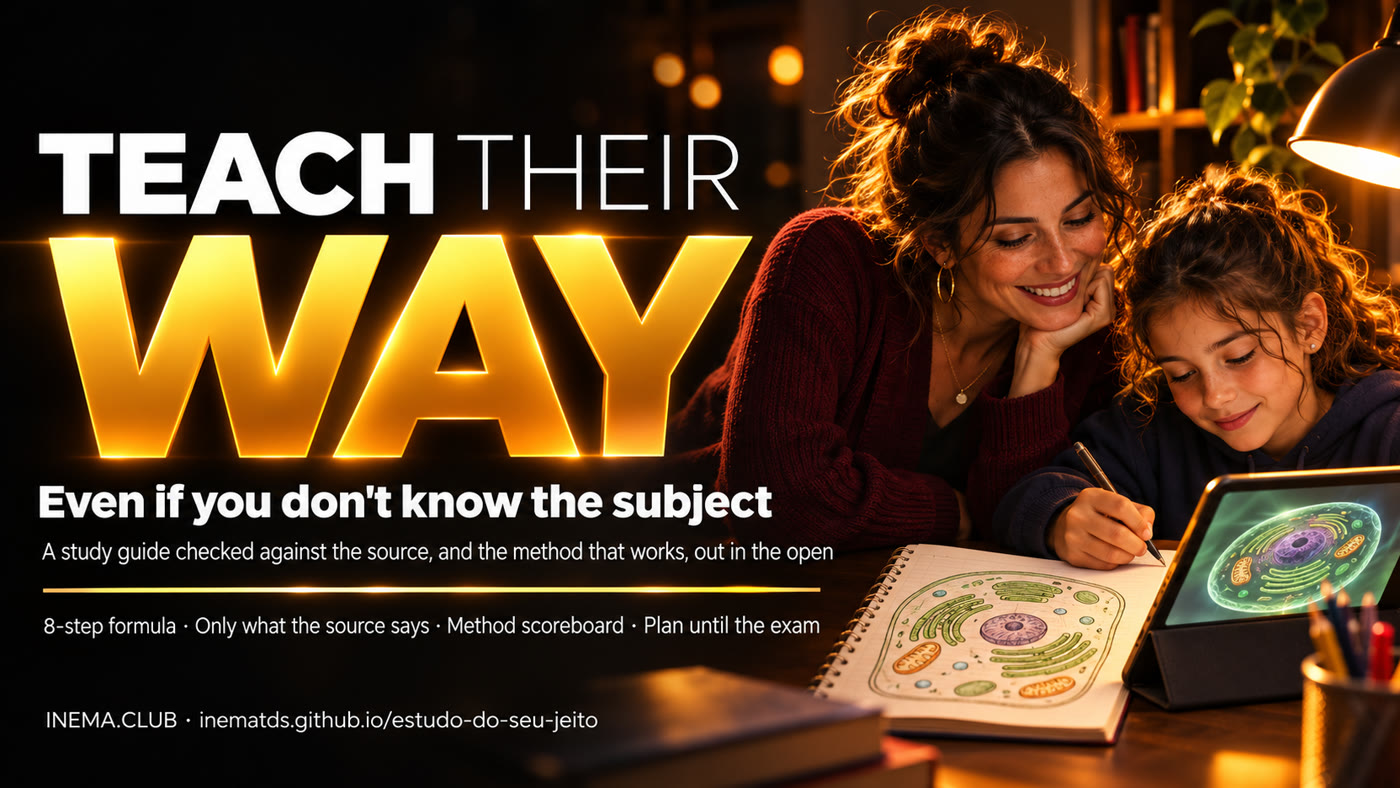 TEACH THEIR
WAY
Even if you don't know the subject
A study guide checked against the source, and the method that works, out in the open
8-step formula · Only what the source says · Method scoreboard · Plan until the exam
INEMA.CLUB · inematds.github.io/estudo-do-seu-jeito